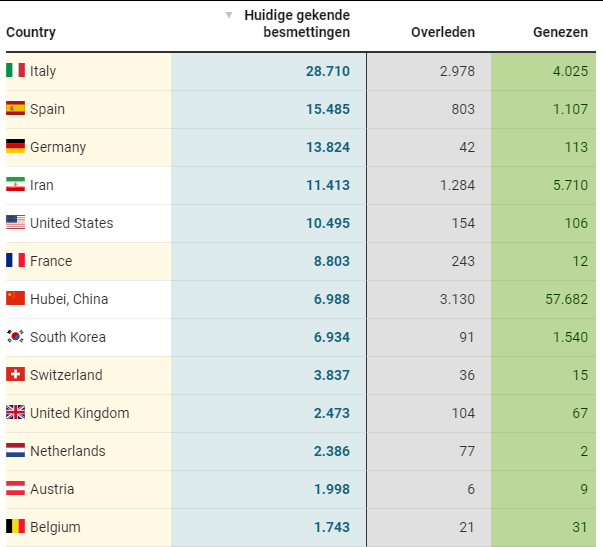 Country Huidige gekende besmettingen Overleden Genezen
Italy 28.710 2.978 4.025
Spain 15.485 803 1.107
Germany 13.824 42 113
Iran 11.413 1.284 5.710
United States 10.495 154 106
France 8.803 243 12
Hubei, China 6.988 3.130 57.682
South Korea 6.934 91 1.540
Switzerland 3.837 36 15
United Kingdom 2.473 104 67
Netherlands 2.386 77 2
Austria 1.998 6 9
Belgium 1.743 21 31